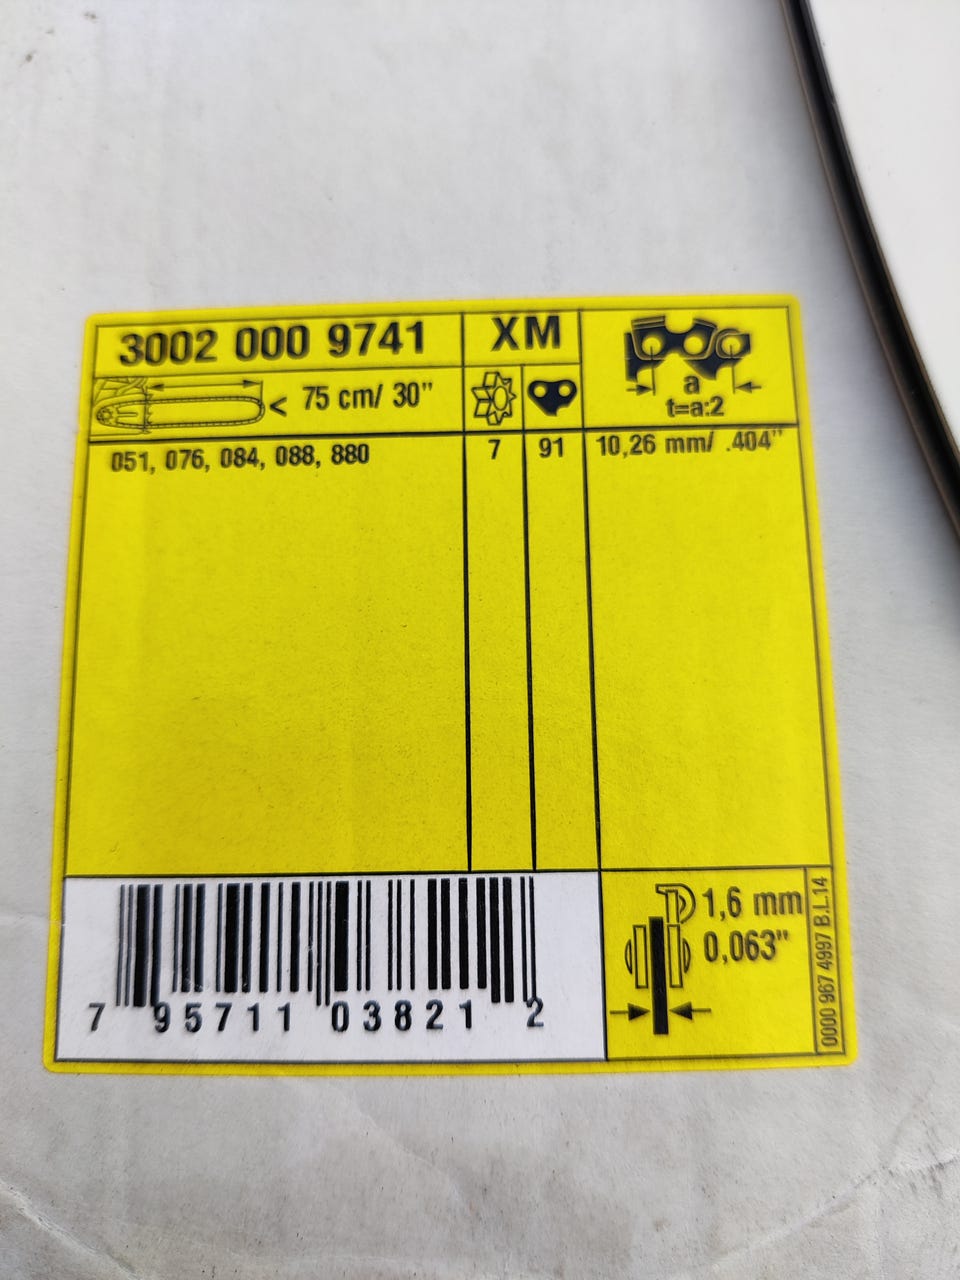 3002 000 9741 XM
a
t=a:2
< 75 cm/ 30"
051, 076, 084, 088, 880 7 91 10,26 mm/ .404"
1,6 mm
0,063"
0000 967 4997 B.L.14
7 95711 03821 2